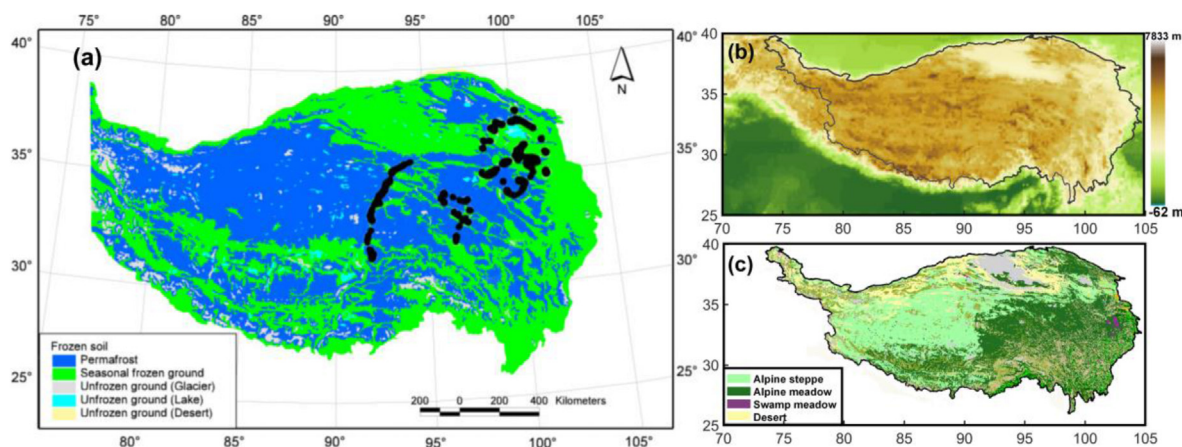 75° 80° 85° 90° 95° 100° 105°
40° (a) 40°
N
35° 35°
30° 30°
25° 25°
Frozen soil
Permafrost
Seasonal frozen ground
Unfrozen ground (Glacier)
Unfrozen ground (Lake)
Unfrozen ground (Desert)
200 0 200 400 Kilometers
80° 85° 90° 95° 100° 105°
40 (b) 7833 m
35
30
25 -62 m
70 75 80 85 90 95 100 105
40 (c)
35
30
25
Alpine steppe
Alpine meadow
Swamp meadow
Desert
70 75 80 85 90 95 100 105